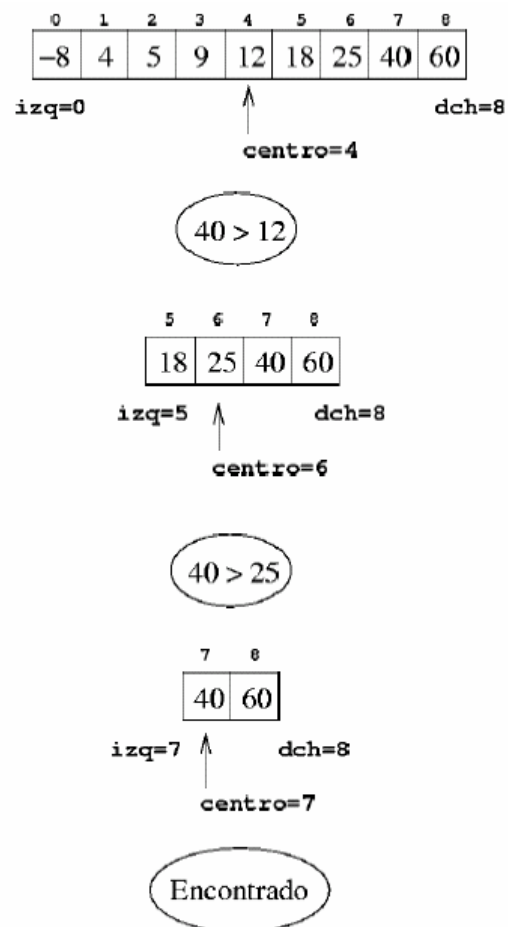 0 1 2 3 4 5 6 7 8
−8 4 5 9 12 18 25 40 60
izq=0 dch=8
centro=4
40 > 12
5 6 7 8
18 25 40 60
izq=5 dch=8
centro=6
40 > 25
7 8
40 60
izq=7 dch=8
centro=7
Encontrado